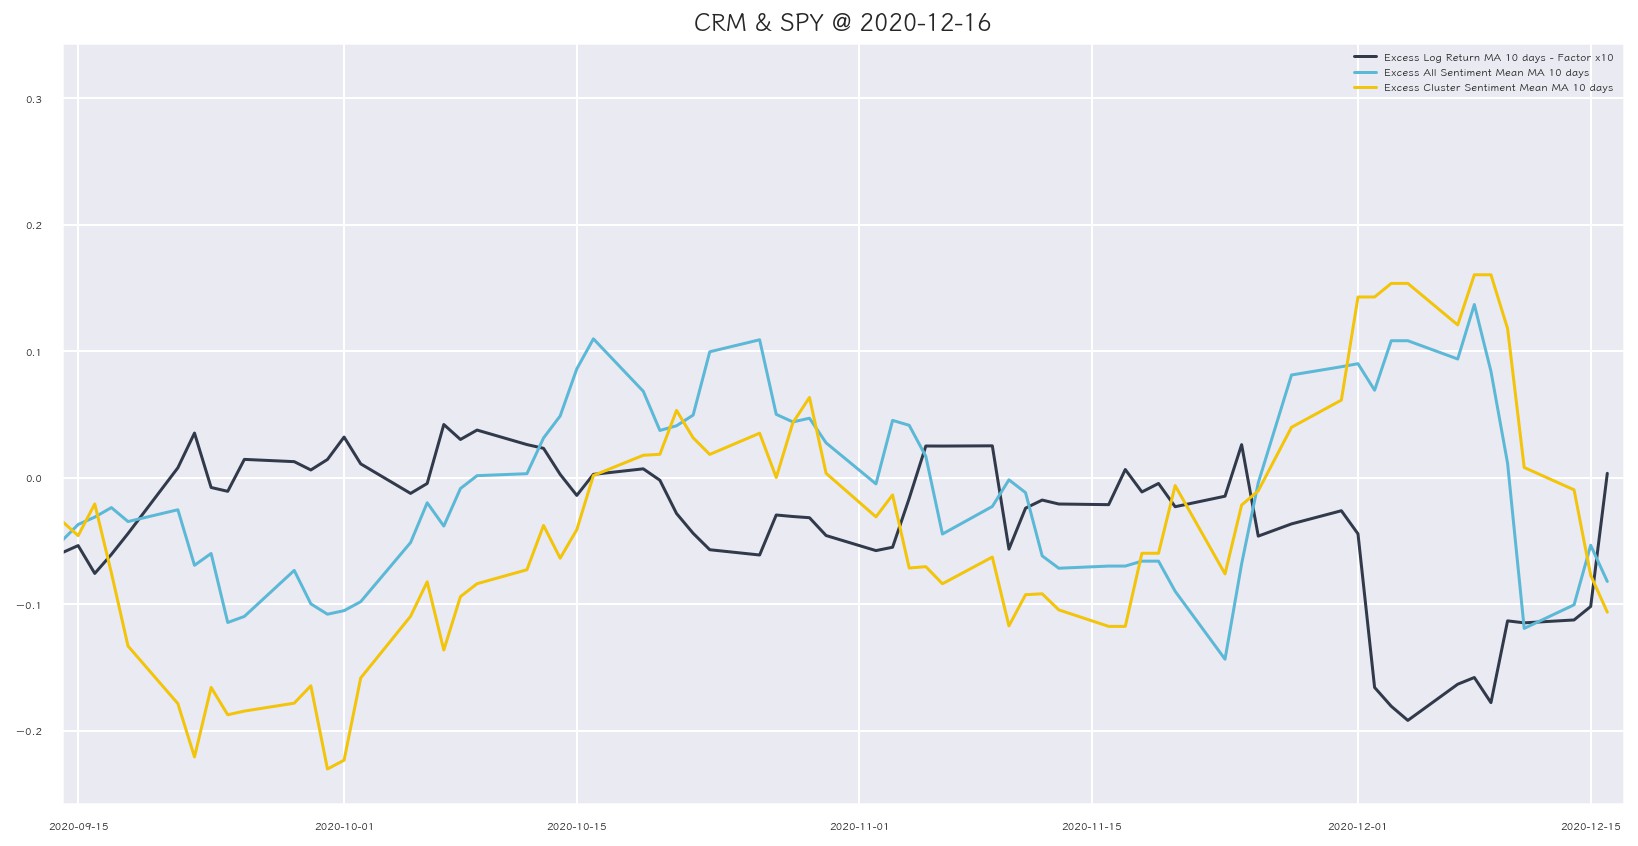 CRM & SPY @ 2020-12-16
Excess Log Return MA 10 days - Factor x10
Excess All Sentiment Mean MA 10 days
Excess Cluster Sentiment Mean MA 10 days
0.3
0.2
0.1
0.0
−0.1
−0.2
2020-09-15 2020-10-01 2020-10-15 2020-11-01 2020-11-15 2020-12-01 2020-12-15